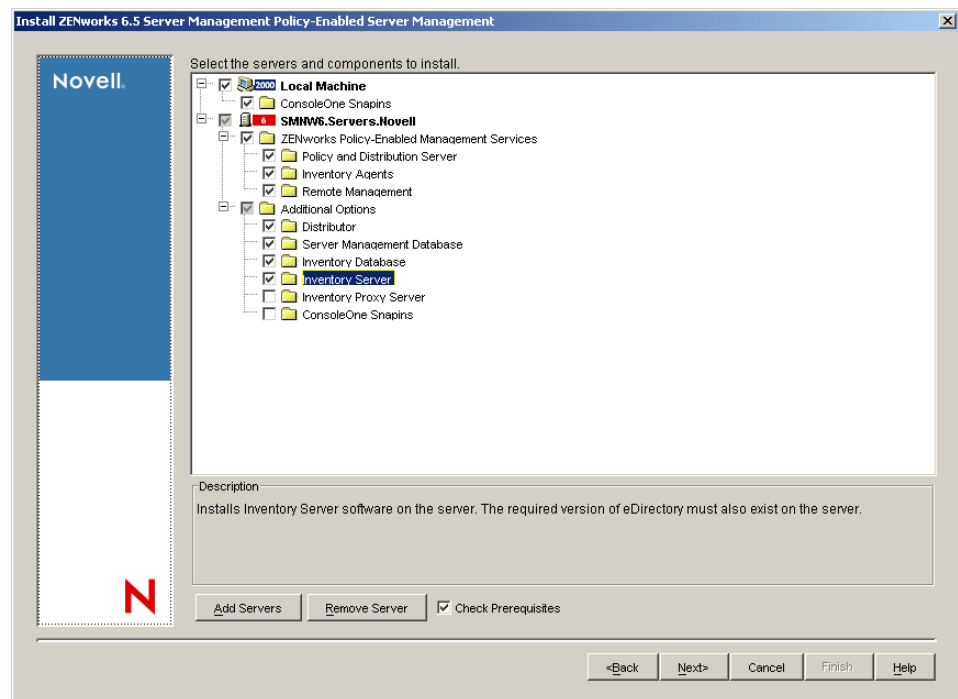 Install ZENworks 6.5 Server Management Policy-Enabled Server Management
Novell.
Select the servers and components to install.
2000 Local Machine
ConsoleOne Snapins
6 SMNW6.Servers.Novell
ZENworks Policy-Enabled Management Services
Policy and Distribution Server
Inventory Agents
Remote Management
Additional Options
Distributor
Server Management Database
Inventory Database
Inventory Server
Inventory Proxy Server
ConsoleOne Snapins
Description
Installs Inventory Server software on the server. The required version of eDirectory must also exist on the server.
N
Add Servers Remove Server Check Prerequisites
<Back Next> Cancel Finish Help